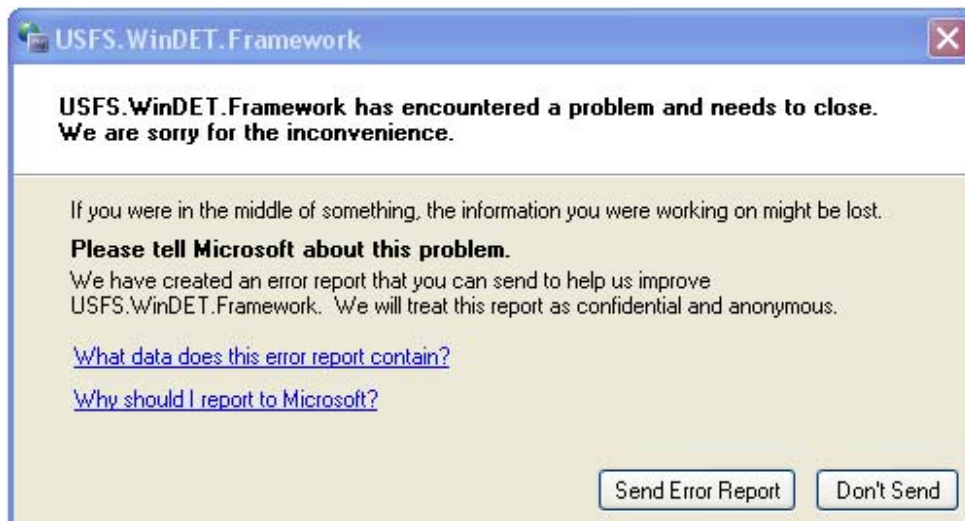 USFS.WinDET.Framework
USFS.WinDET.Framework has encountered a problem and needs to close.
We are sorry for the inconvenience.
If you were in the middle of something, the information you were working on might be lost.
Please tell Microsoft about this problem.
We have created an error report that you can send to help us improve
USFS.WinDET.Framework. We will treat this report as confidential and anonymous.
What data does this error report contain?
Why should I report to Microsoft?
Send Error Report
Don't Send